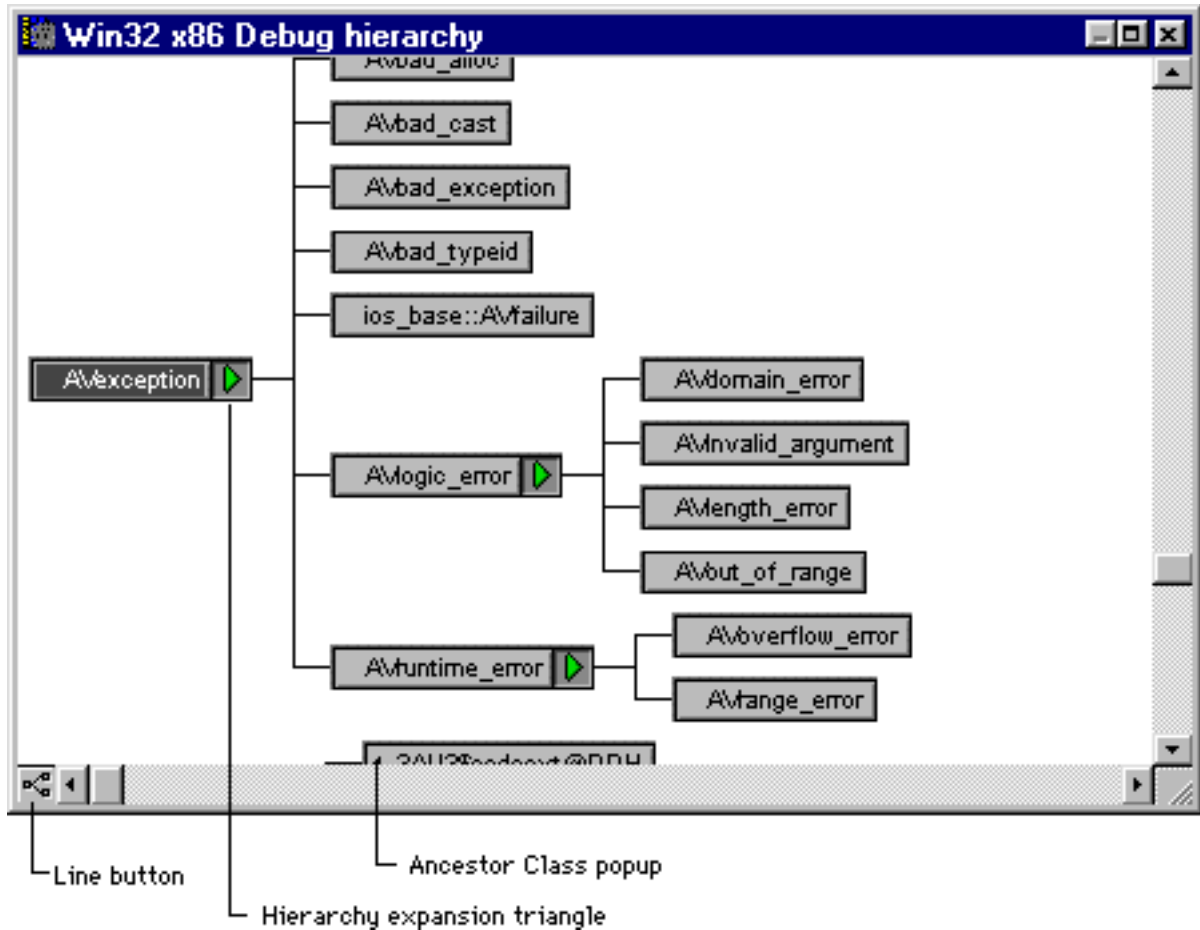 Win32 x86 Debug hierarchy
AVbad_alloc
AVbad_cast
AVbad_exception
AVbad_typeid
ios_base::AVfailure
AVexception
AVdomain_error
AVinvalid_argument
AVlogic_error
AVlength_error
AVout_of_range
AVoverflow_error
AVruntime_error
AVrange_error
Line button
Ancestor Class popup
Hierarchy expansion triangle